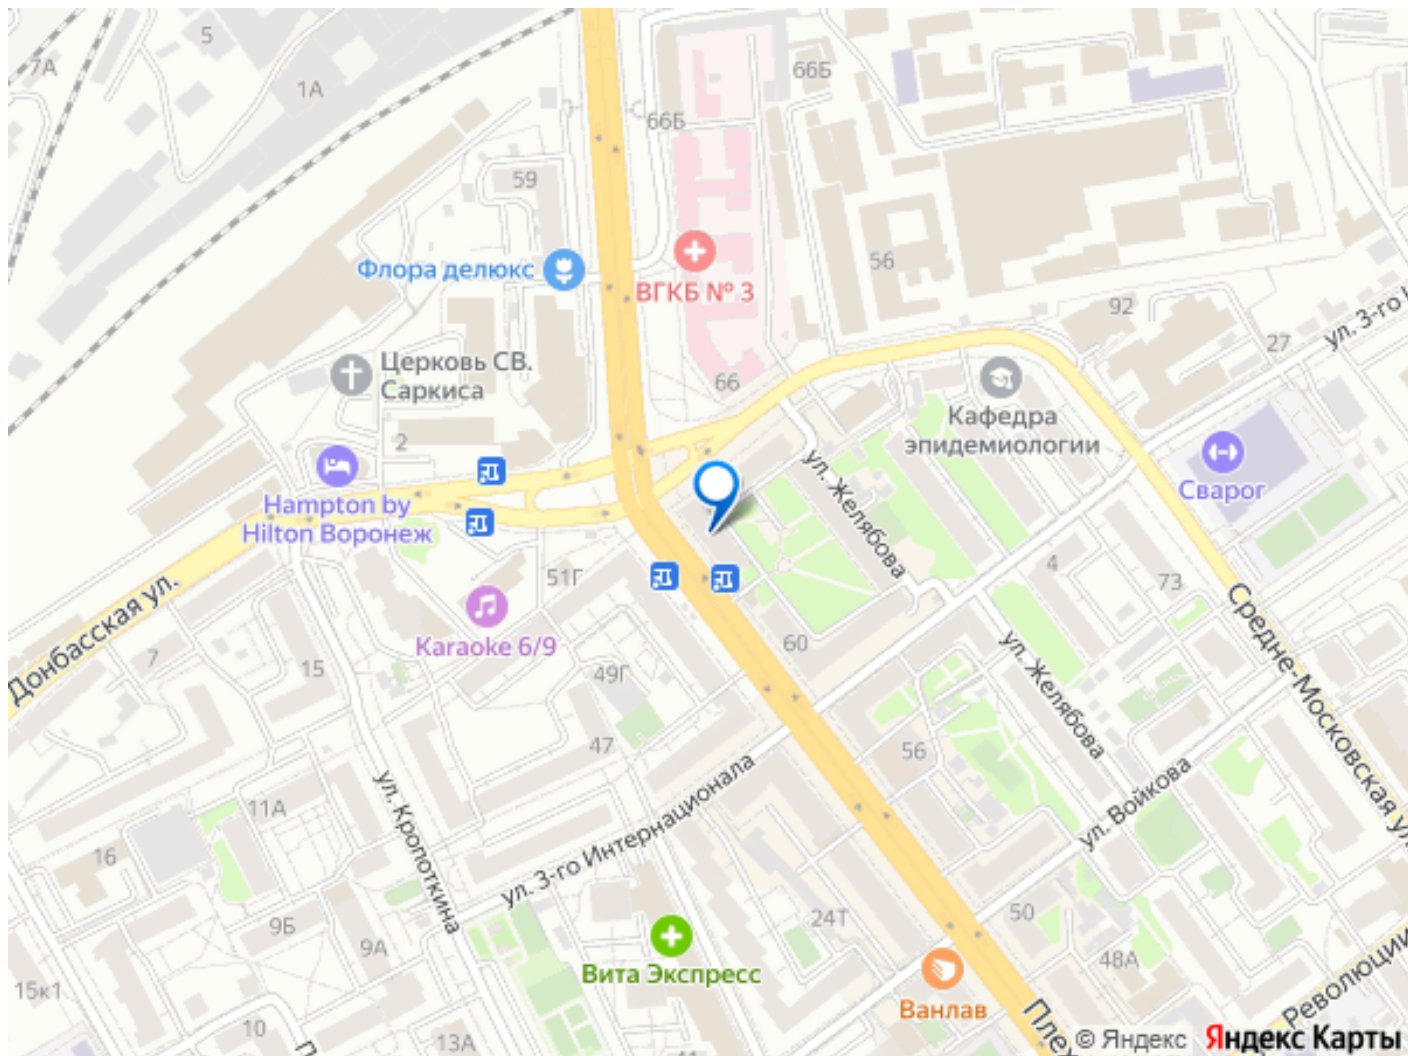 5
7А
1А
66Б
66Б
59
56
Флора делюкс
ВГКБ № 3
92
27
ул. 3-го
Церковь СВ.
Саркиса
66
Кафедра
эпидемиологии
2
Hampton by
Hilton Воронеж
ул. Желябова
Сварог
51Г
4
73
Донбасская ул.
Karaoke 6/9
60
7
15
49Г
ул. Желябова
Средне-Московская ул.
47
56
ул. 3-го Интернационала
ул. Войкова
11А
ул. Кропоткина
16
9Б
9А
24Т
50
48А
Вита Экспресс
Ванлав
Революции
15к1
10
13А
41
Плех
© Яндекс Яндекс Карты